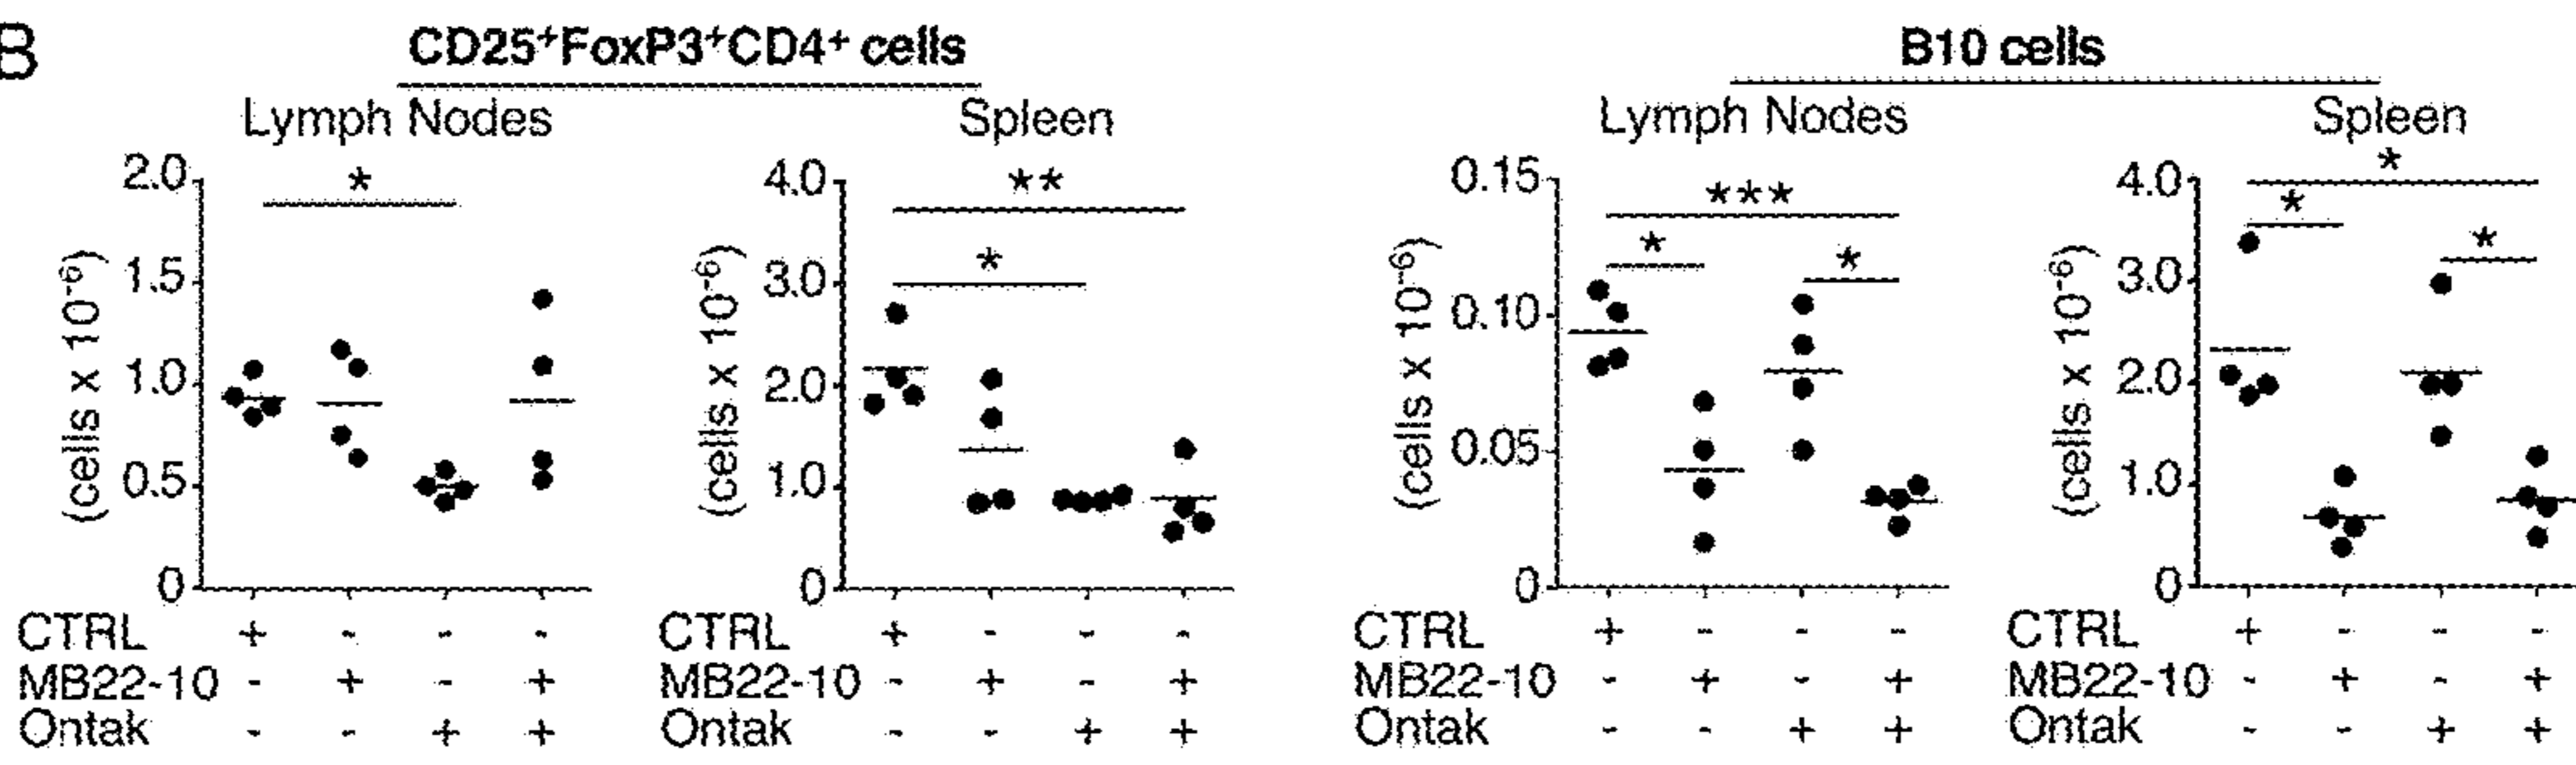 B
CD25⁺FoxP3⁺CD4⁺ cells
B10 cells
Lymph Nodes
Spleen
Lymph Nodes
Spleen
(cells x 10⁻⁶)
2.0
1.5
1.0
0.5
0
*
(cells x 10⁻⁶)
4.0
3.0
2.0
1.0
0
**
*
(cells x 10⁻⁶)
0.15
0.10
0.05
0
***
*
*
(cells x 10⁻⁶)
4.0
3.0
2.0
1.0
0
*
*
*
CTRL + - - -
MB22-10 - + - +
Ontak - - + +
CTRL + - - -
MB22-10 - + - +
Ontak - - + +
CTRL + - - -
MB22-10 - + - +
Ontak - - + +
CTRL + - - -
MB22-10 - + - +
Ontak - - + +